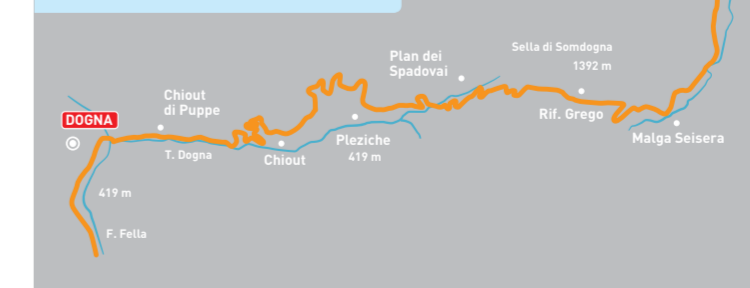 Plan dei
Spadovai
Sella di Somdogna
1392 m
Chiout
di Puppe
DOGNA
Rif. Grego
Malga Seisera
Pleziche
419 m
T. Dogna
Chiout
419 m
F. Fella